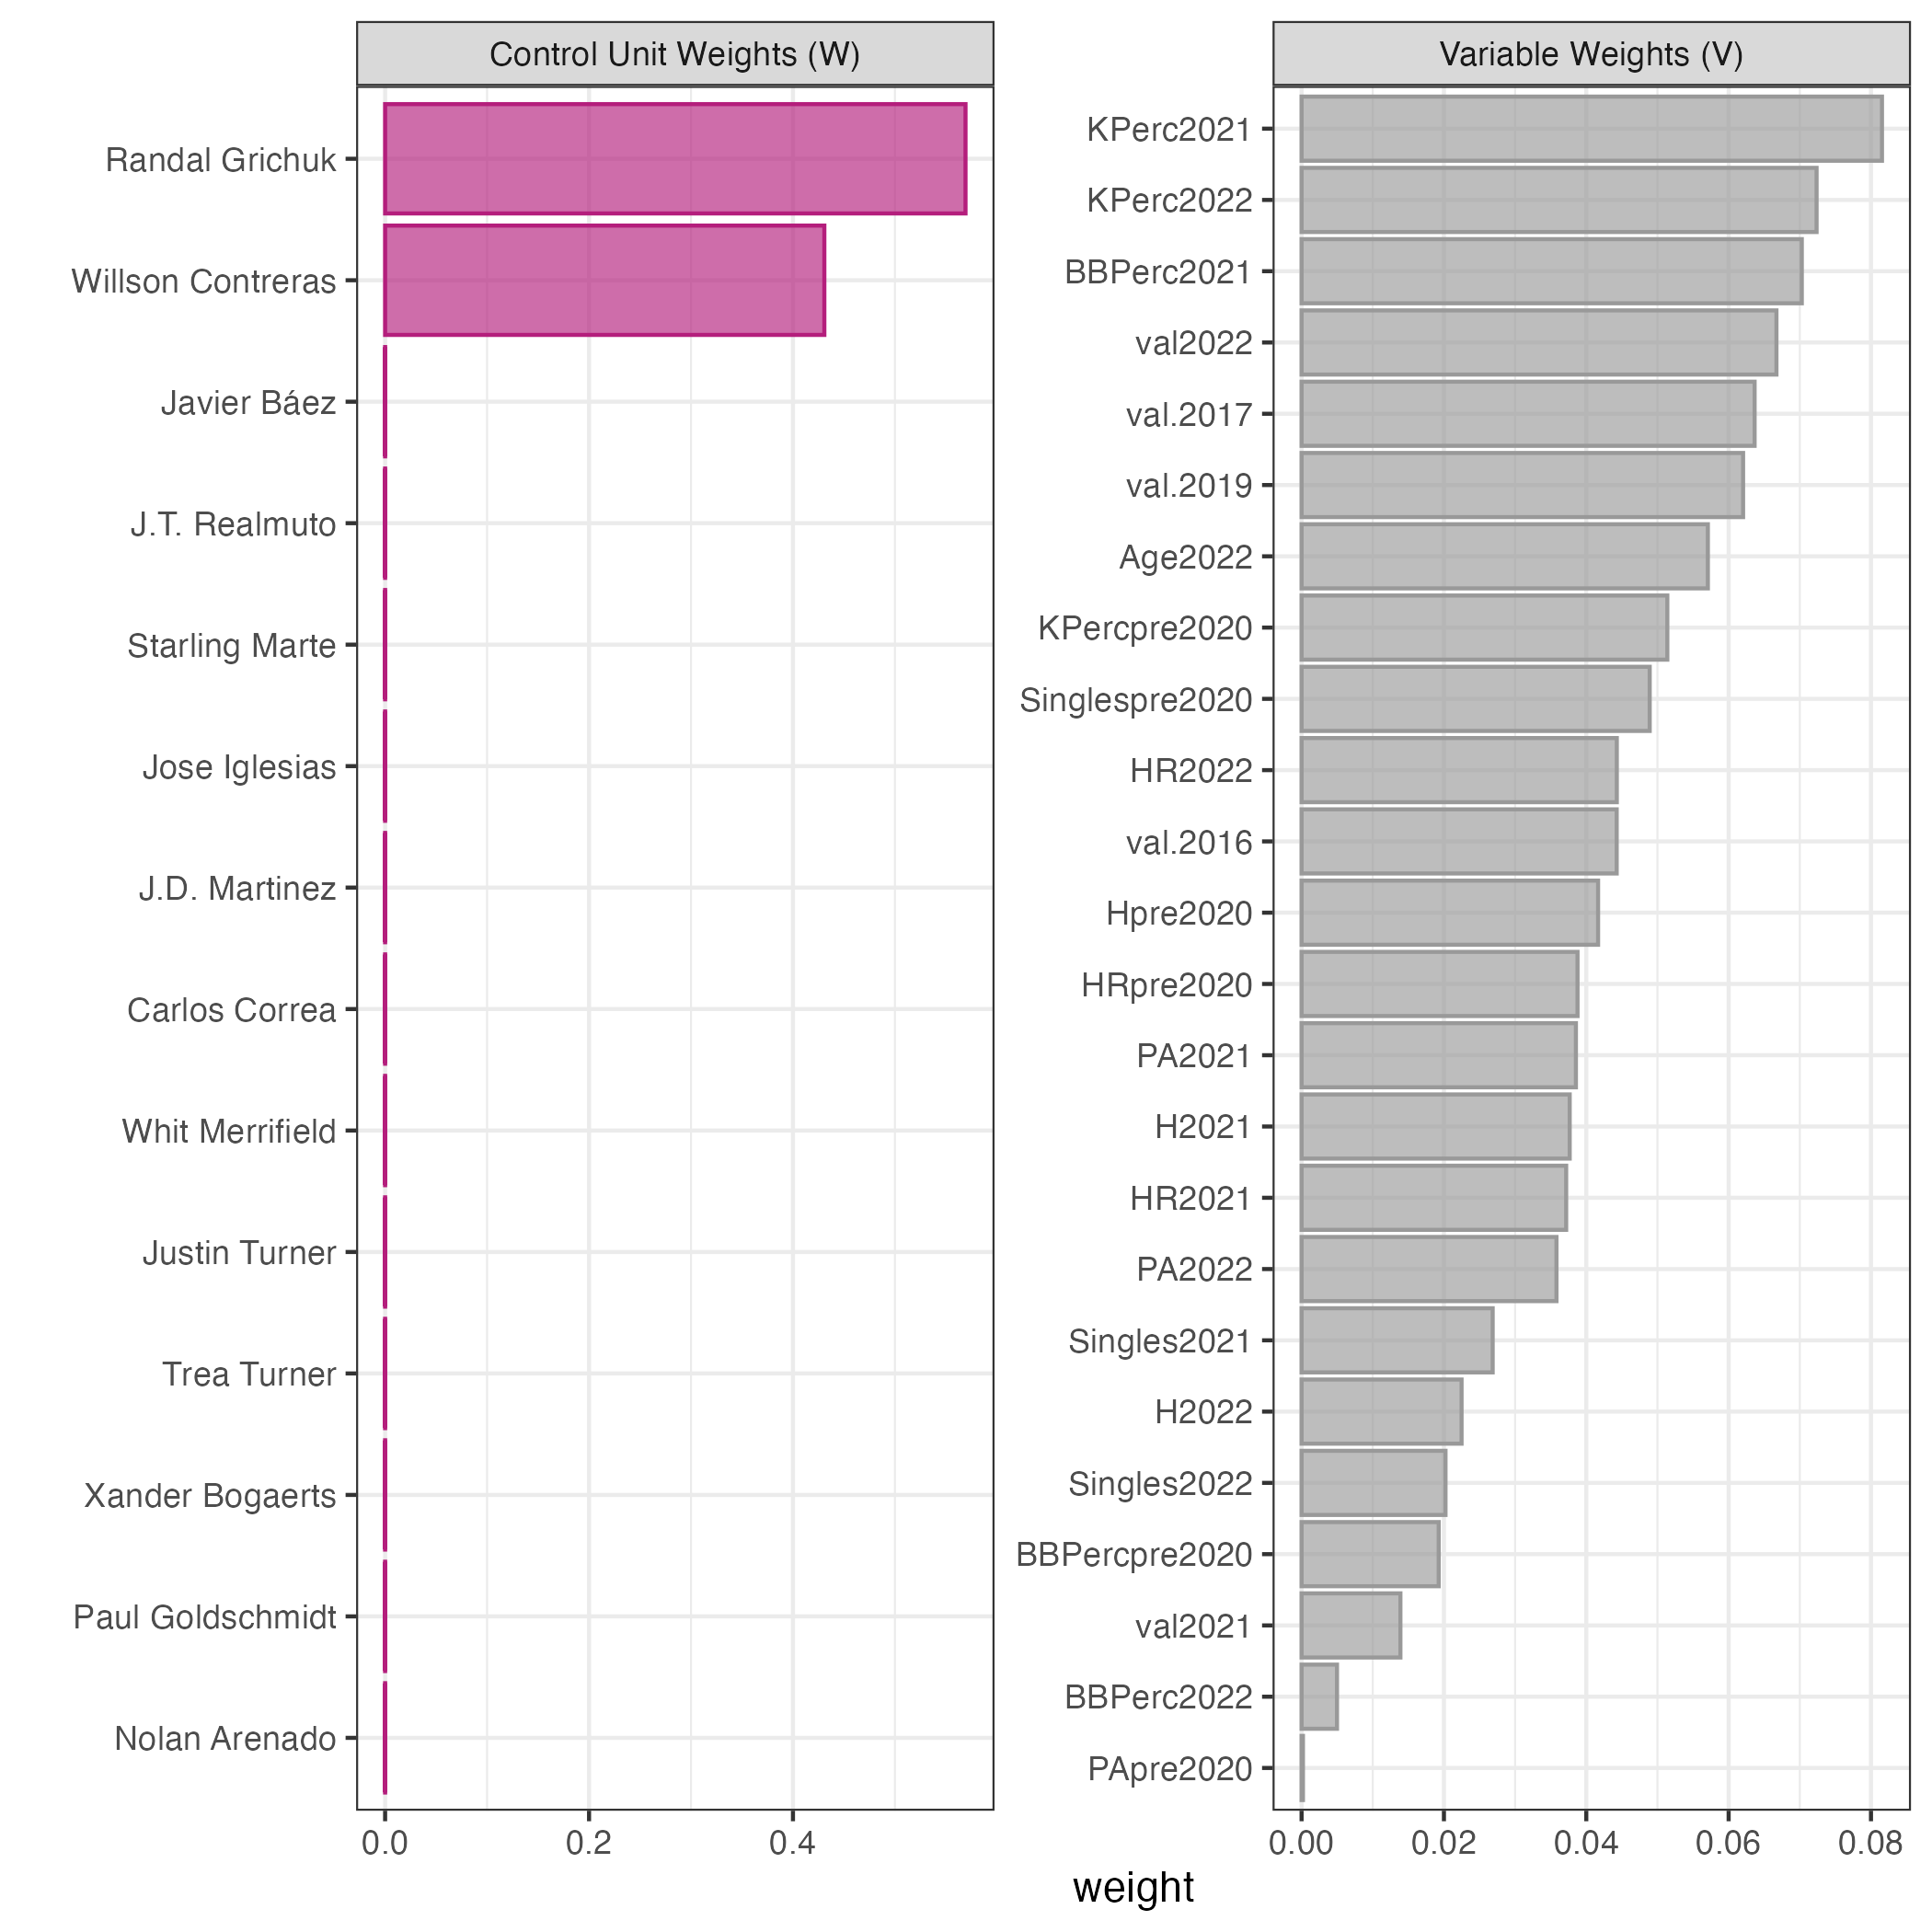 Control Unit Weights (W)
Randal Grichuk
Willson Contreras
Javier Báez
J.T. Realmuto
Starling Marte
Jose Iglesias
J.D. Martinez
Carlos Correa
Whit Merrifield
Justin Turner
Trea Turner
Xander Bogaerts
Paul Goldschmidt
Nolan Arenado
0.0 0.2 0.4
Variable Weights (V)
KPerc2021
KPerc2022
BBPerc2021
val2022
val.2017
val.2019
Age2022
KPercpre2020
Singlespre2020
HR2022
val.2016
Hpre2020
HRpre2020
PA2021
H2021
HR2021
PA2022
Singles2021
H2022
Singles2022
BBPercpre2020
val2021
BBPerc2022
PApre2020
0.00 0.02 0.04 0.06 0.08
weight